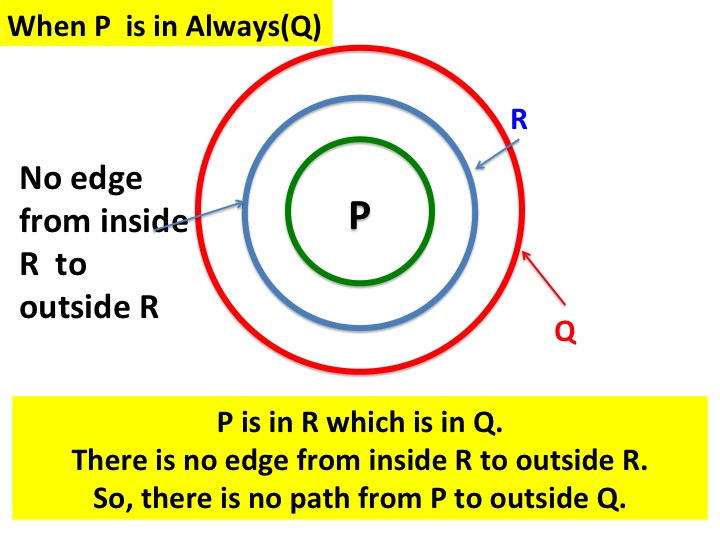 When P  is in Always(Q)
R
No edge
from inside
R  to
outside R
P
Q
P is in R which is in Q.
There is no edge from inside R to outside R.
So, there is no path from P to outside Q.